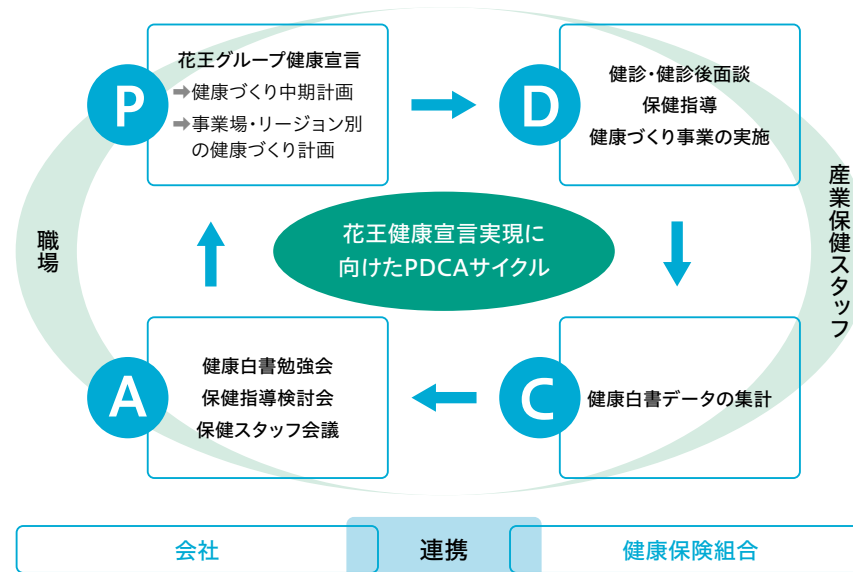 P
花王グループ健康宣言
➡健康づくり中期計画
➡事業場・リージョン別
の健康づくり計画
D
健診・健診後面談
保健指導
健康づくり事業の実施
職場
花王健康宣言実現に
向けたPDCAサイクル
産業保健スタッフ
A
健康白書勉強会
保健指導検討会
保健スタッフ会議
C
健康白書データの集計
会社
連携
健康保険組合